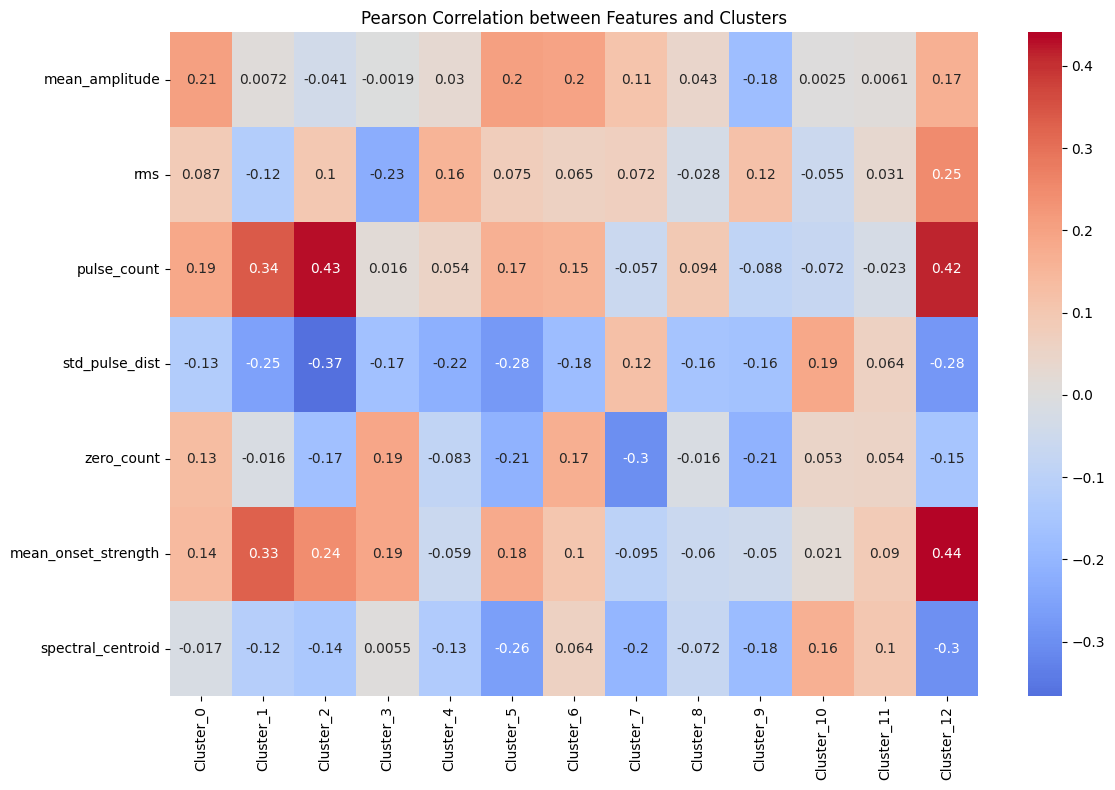 Pearson Correlation between Features and Clusters
mean_amplitude 0.21 0.0072 -0.041 -0.0019 0.03 0.2 0.2 0.11 0.043 -0.18 0.0025 0.0061 0.17
rms 0.087 -0.12 0.1 -0.23 0.16 0.075 0.065 0.072 -0.028 0.12 -0.055 0.031 0.25
pulse_count 0.19 0.34 0.43 0.016 0.054 0.17 0.15 -0.057 0.094 -0.088 -0.072 -0.023 0.42
std_pulse_dist -0.13 -0.25 -0.37 -0.17 -0.22 -0.28 -0.18 0.12 -0.16 -0.16 0.19 0.064 -0.28
zero_count 0.13 -0.016 -0.17 0.19 -0.083 -0.21 0.17 -0.3 -0.016 -0.21 0.053 0.054 -0.15
mean_onset_strength 0.14 0.33 0.24 0.19 -0.059 0.18 0.1 -0.095 -0.06 -0.05 0.021 0.09 0.44
spectral_centroid -0.017 -0.12 -0.14 0.0055 -0.13 -0.26 0.064 -0.2 -0.072 -0.18 0.16 0.1 -0.3
Cluster_0 Cluster_1 Cluster_2 Cluster_3 Cluster_4 Cluster_5 Cluster_6 Cluster_7 Cluster_8 Cluster_9 Cluster_10 Cluster_11 Cluster_12
0.4
0.3
0.2
0.1
0.0
-0.1
-0.2
-0.3